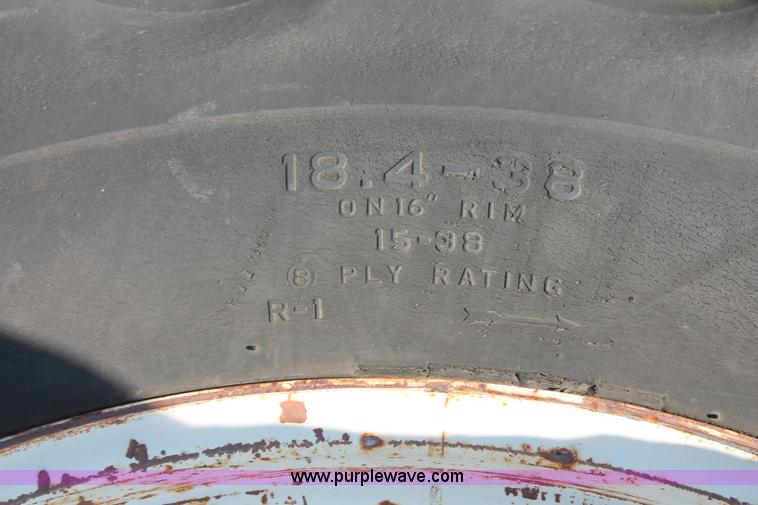 18.4-38
ON 16" RIM
15-38
8 PLY RATING
R-1
www.purplewave.com